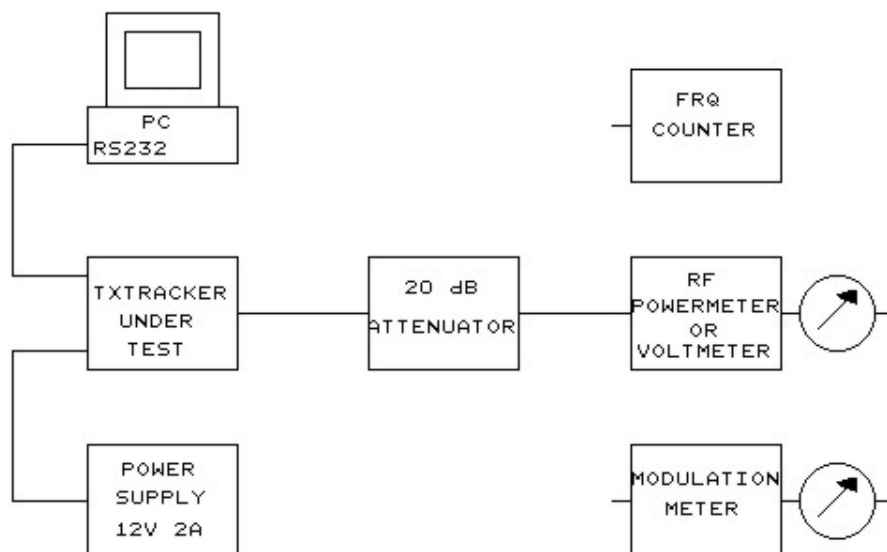 PC
RS232
FRQ
COUNTER
TXTRACKER
UNDER
TEST
20 dB
ATTENUATOR
RF
POWERMETER
OR
VOLTMETER
POWER
SUPPLY
12V 2A
MODULATION
METER